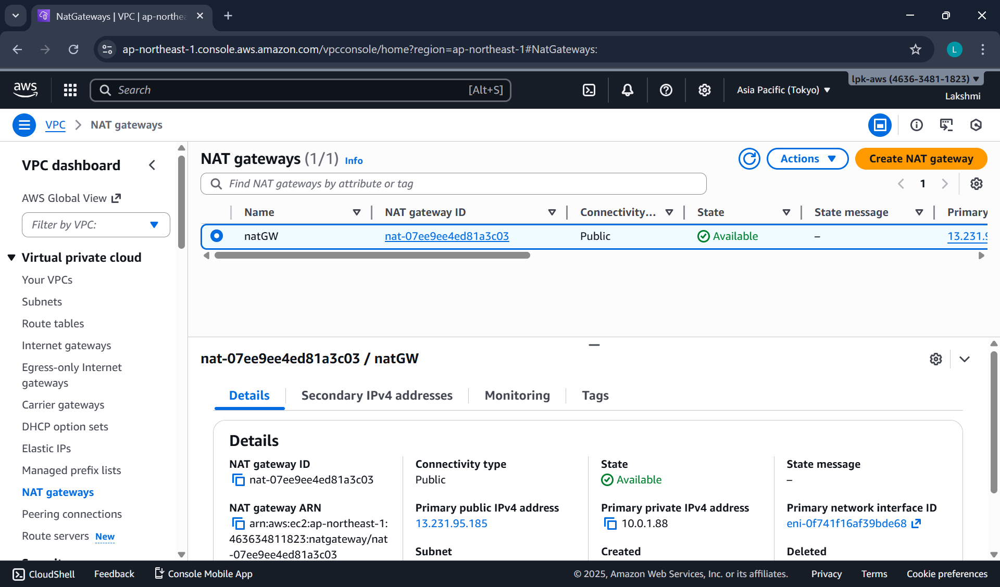 NatGateways | VPC | ap-northea
ap-northeast-1.console.aws.amazon.com/vpcconsole/home?region=ap-northeast-1#NatGateways:
L
aws
Search
[Alt+S]
Asia Pacific (Tokyo)
lpk-aws (4636-3481-1823)
Lakshmi
VPC
NAT gateways
VPC dashboard
AWS Global View
Filter by VPC:
Virtual private cloud
Your VPCs
Subnets
Route tables
Internet gateways
Egress-only Internet
gateways
Carrier gateways
DHCP option sets
Elastic IPs
Managed prefix lists
NAT gateways
Peering connections
Route servers New
NAT gateways (1/1) Info
Actions
Create NAT gateway
Find NAT gateways by attribute or tag
1
Name
NAT gateway ID
Connectivity...
State
State message
Primary
natGW
nat-07ee9ee4ed81a3c03
Public
Available
–
13.231.9
nat-07ee9ee4ed81a3c03 / natGW
Details
Secondary IPv4 addresses
Monitoring
Tags
Details
NAT gateway ID
nat-07ee9ee4ed81a3c03
Connectivity type
Public
State
Available
State message
–
NAT gateway ARN
arn:aws:ec2:ap-northeast-1:
463634811823:natgateway/nat
-07ee9ee4ed81a3c03
Primary public IPv4 address
13.231.95.185
Primary private IPv4 address
10.0.1.88
Primary network interface ID
eni-0f741f16af39bde68
Subnet
Created
Deleted
CloudShell
Feedback
Console Mobile App
© 2025, Amazon Web Services, Inc. or its affiliates.
Privacy
Terms
Cookie preferences